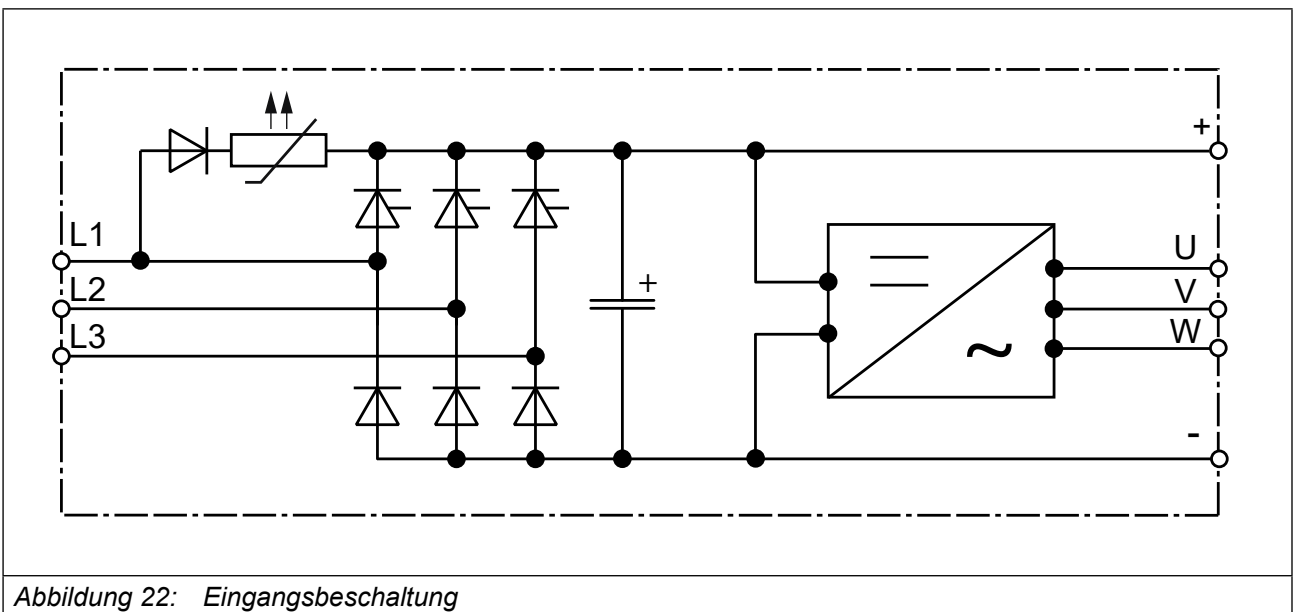 +
L1
U
L2
+
V
L3
W
~
-
Abbildung 22: Eingangsbeschaltung